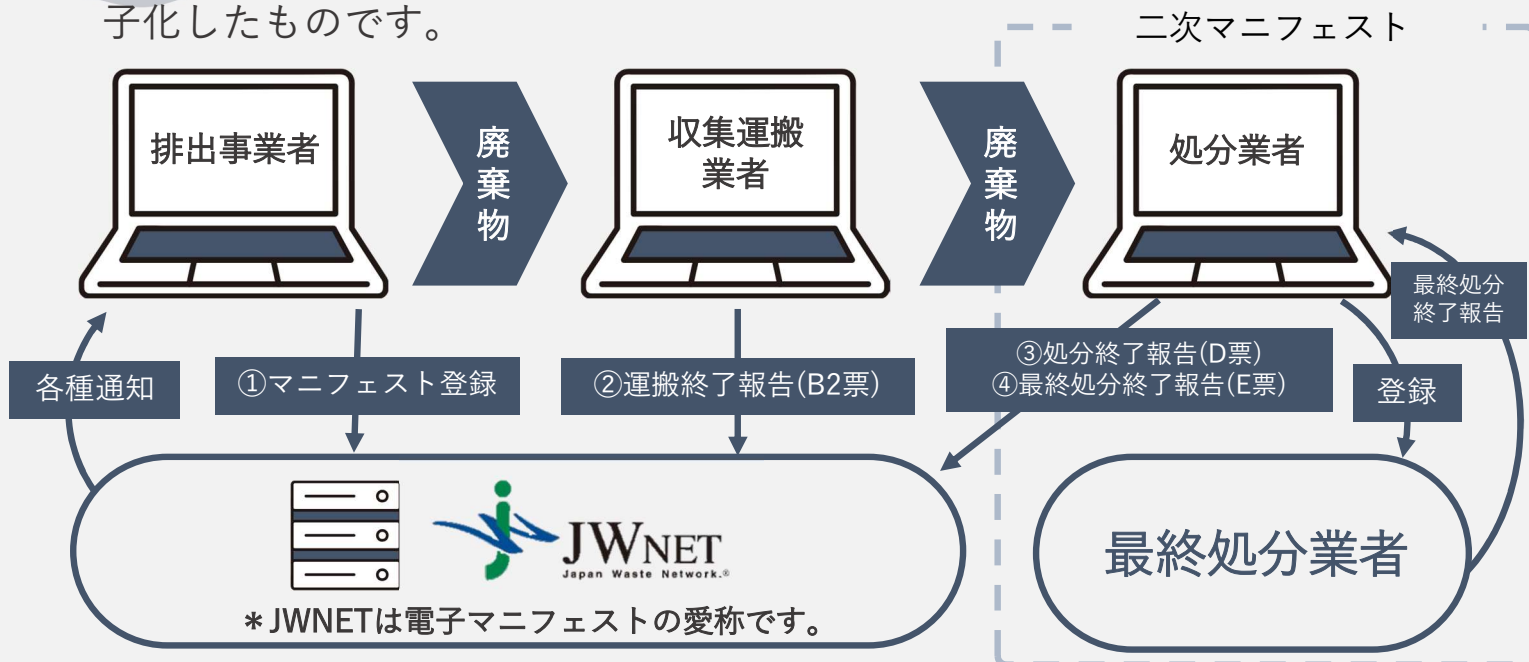 子化したものです。
二次マニフェスト
排出事業者
廃棄物
収集運搬
業者
廃棄物
処分業者
最終処分
終了報告
各種通知
①マニフェスト登録
②運搬終了報告(B2票)
③処分終了報告(D票)
④最終処分終了報告(E票)
登録
JWNET
Japan Waste Network.®
＊JWNETは電子マニフェストの愛称です。
最終処分業者